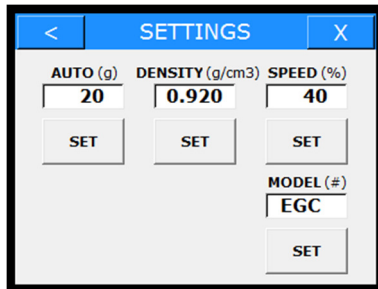 < SETTINGS X
AUTO (g) DENSITY (g/cm3) SPEED (%)
20 0.920 40
SET SET SET
MODEL (#)
EGC
SET